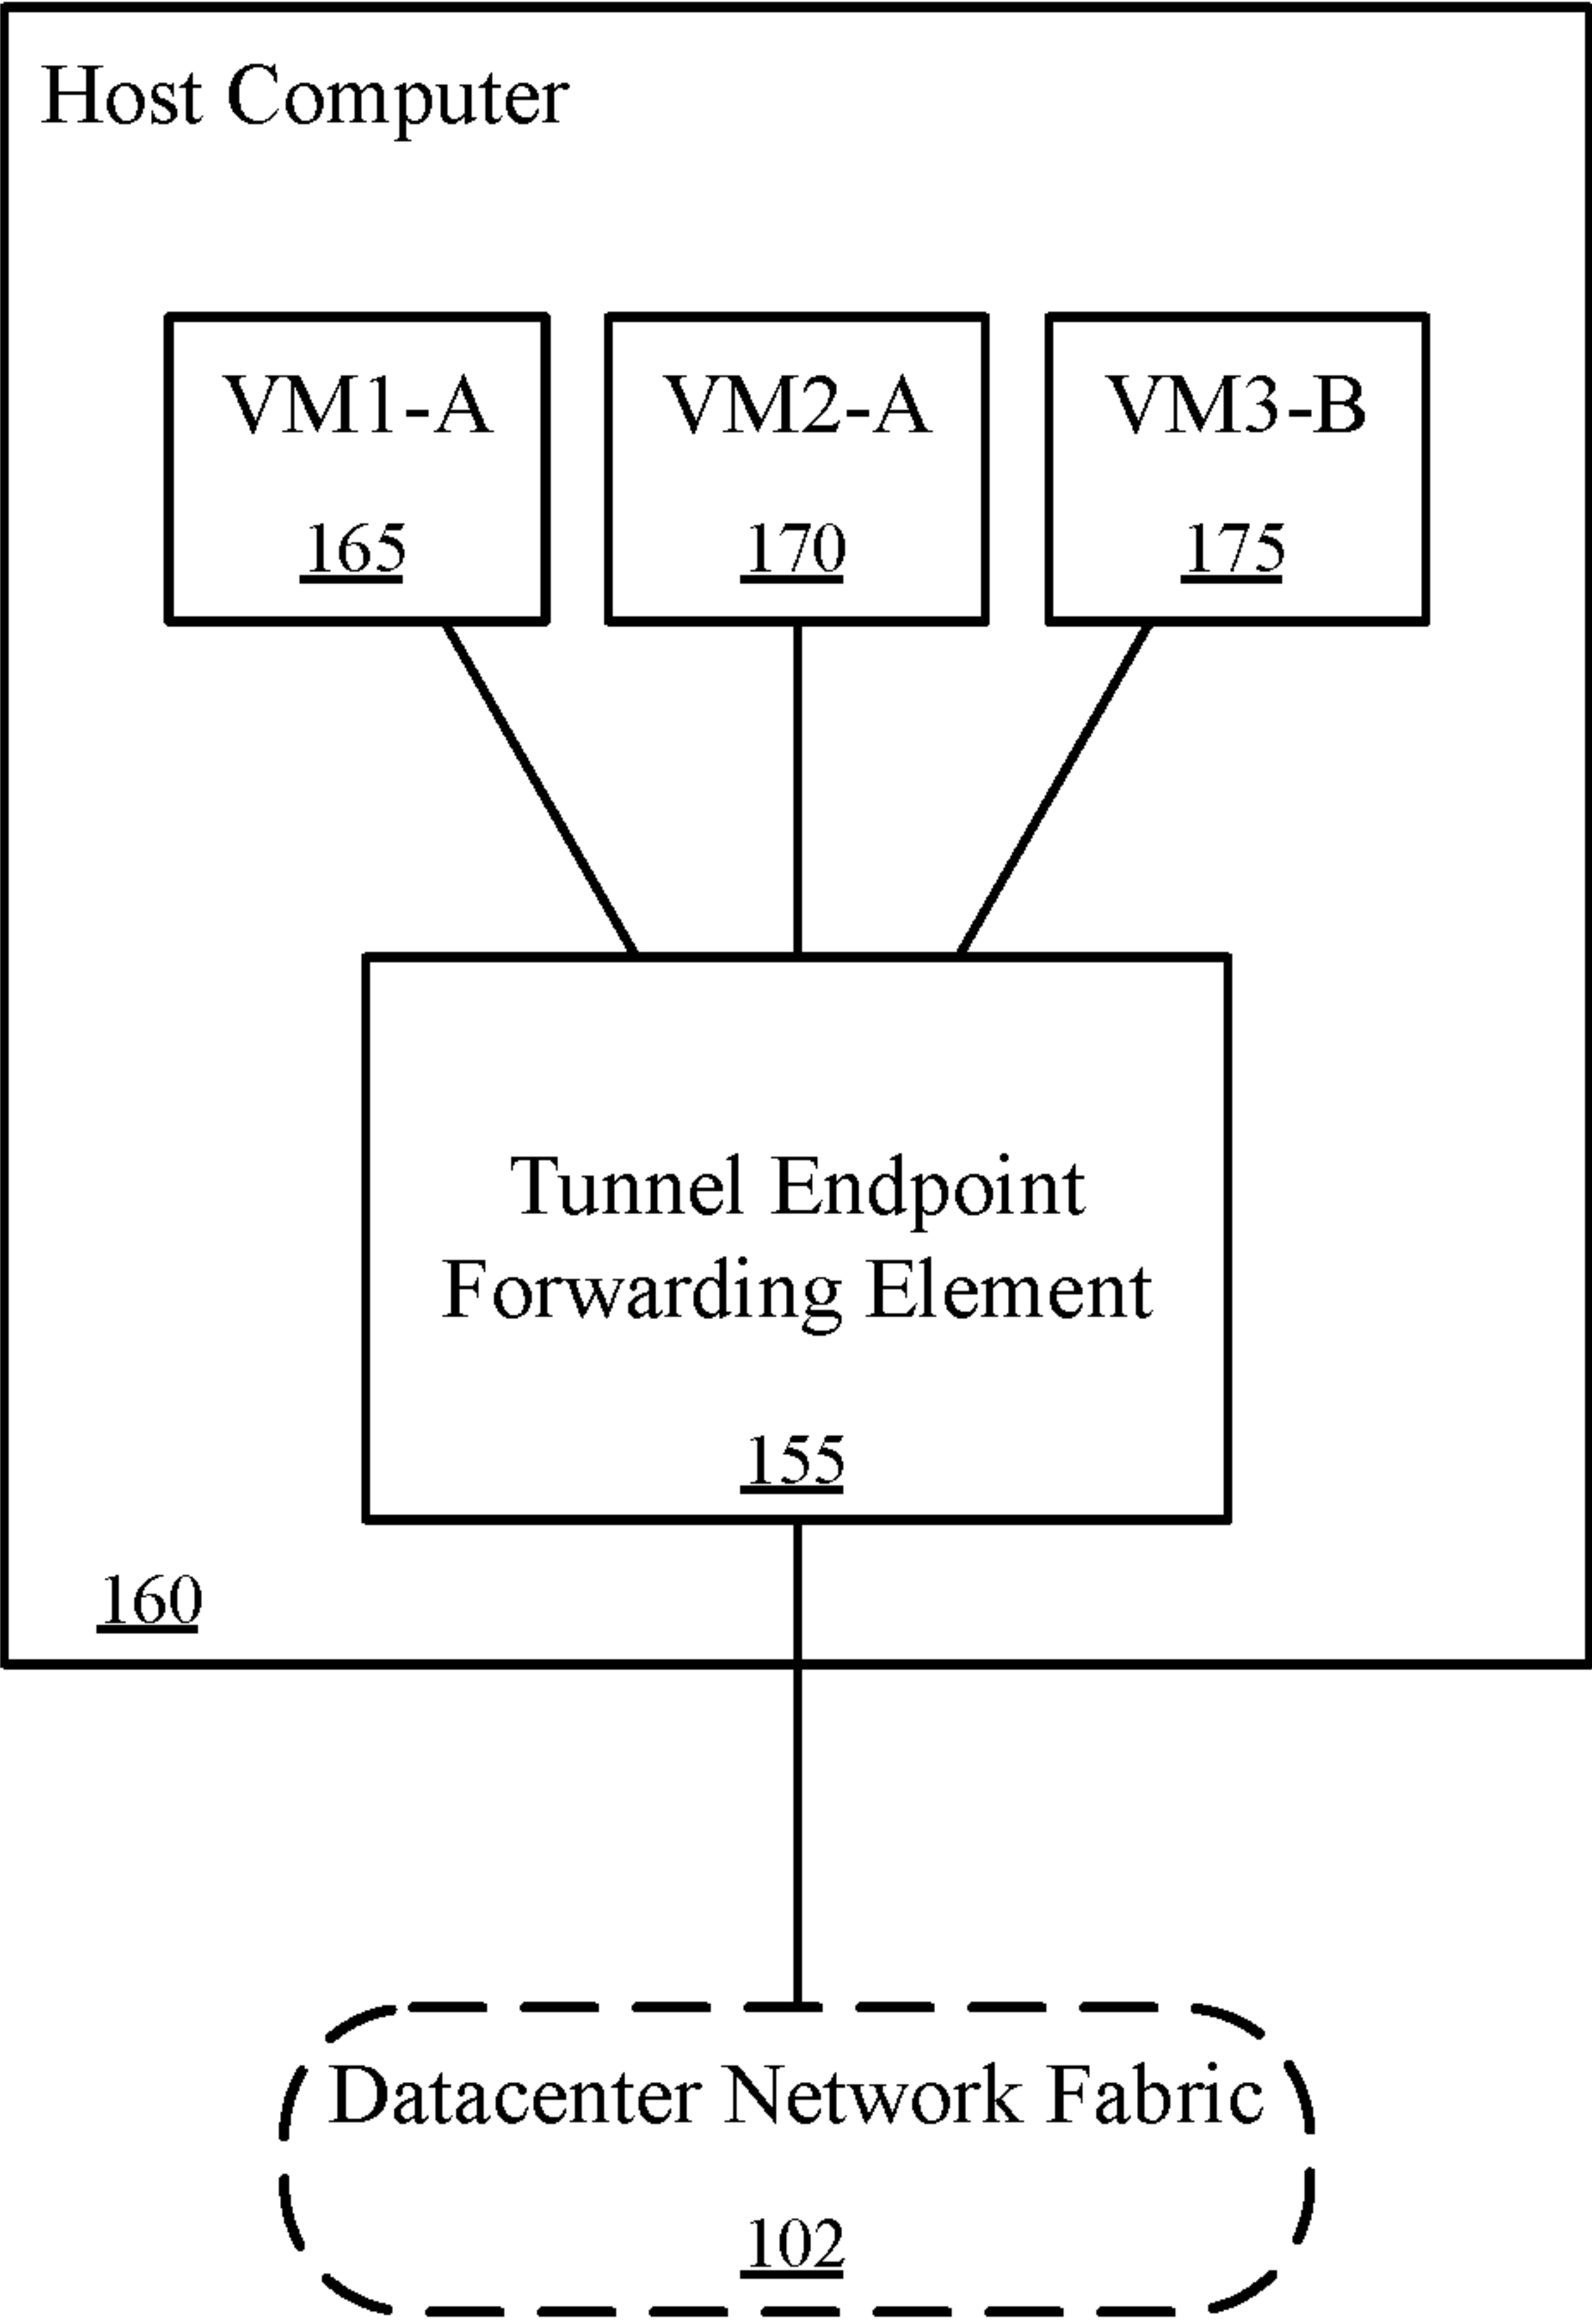 Host Computer
VM1-A
165
VM2-A
170
VM3-B
175
Tunnel Endpoint
Forwarding Element
155
160
Datacenter Network Fabric
102